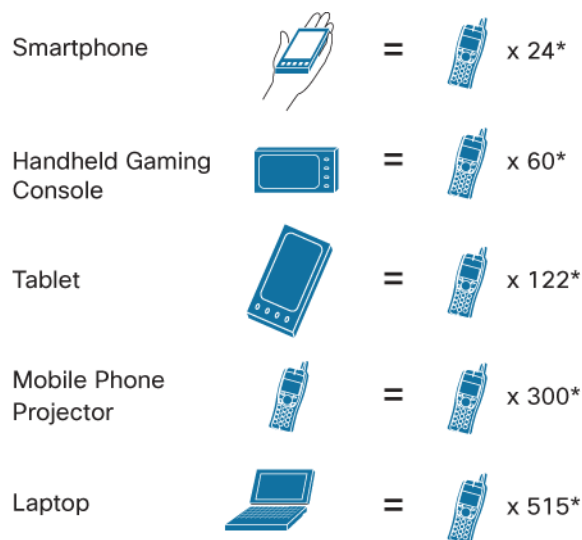 Smartphone = x 24*
Handheld Gaming
Console = x 60*
Tablet = x 122*
Mobile Phone
Projector = x 300*
Laptop = x 515*